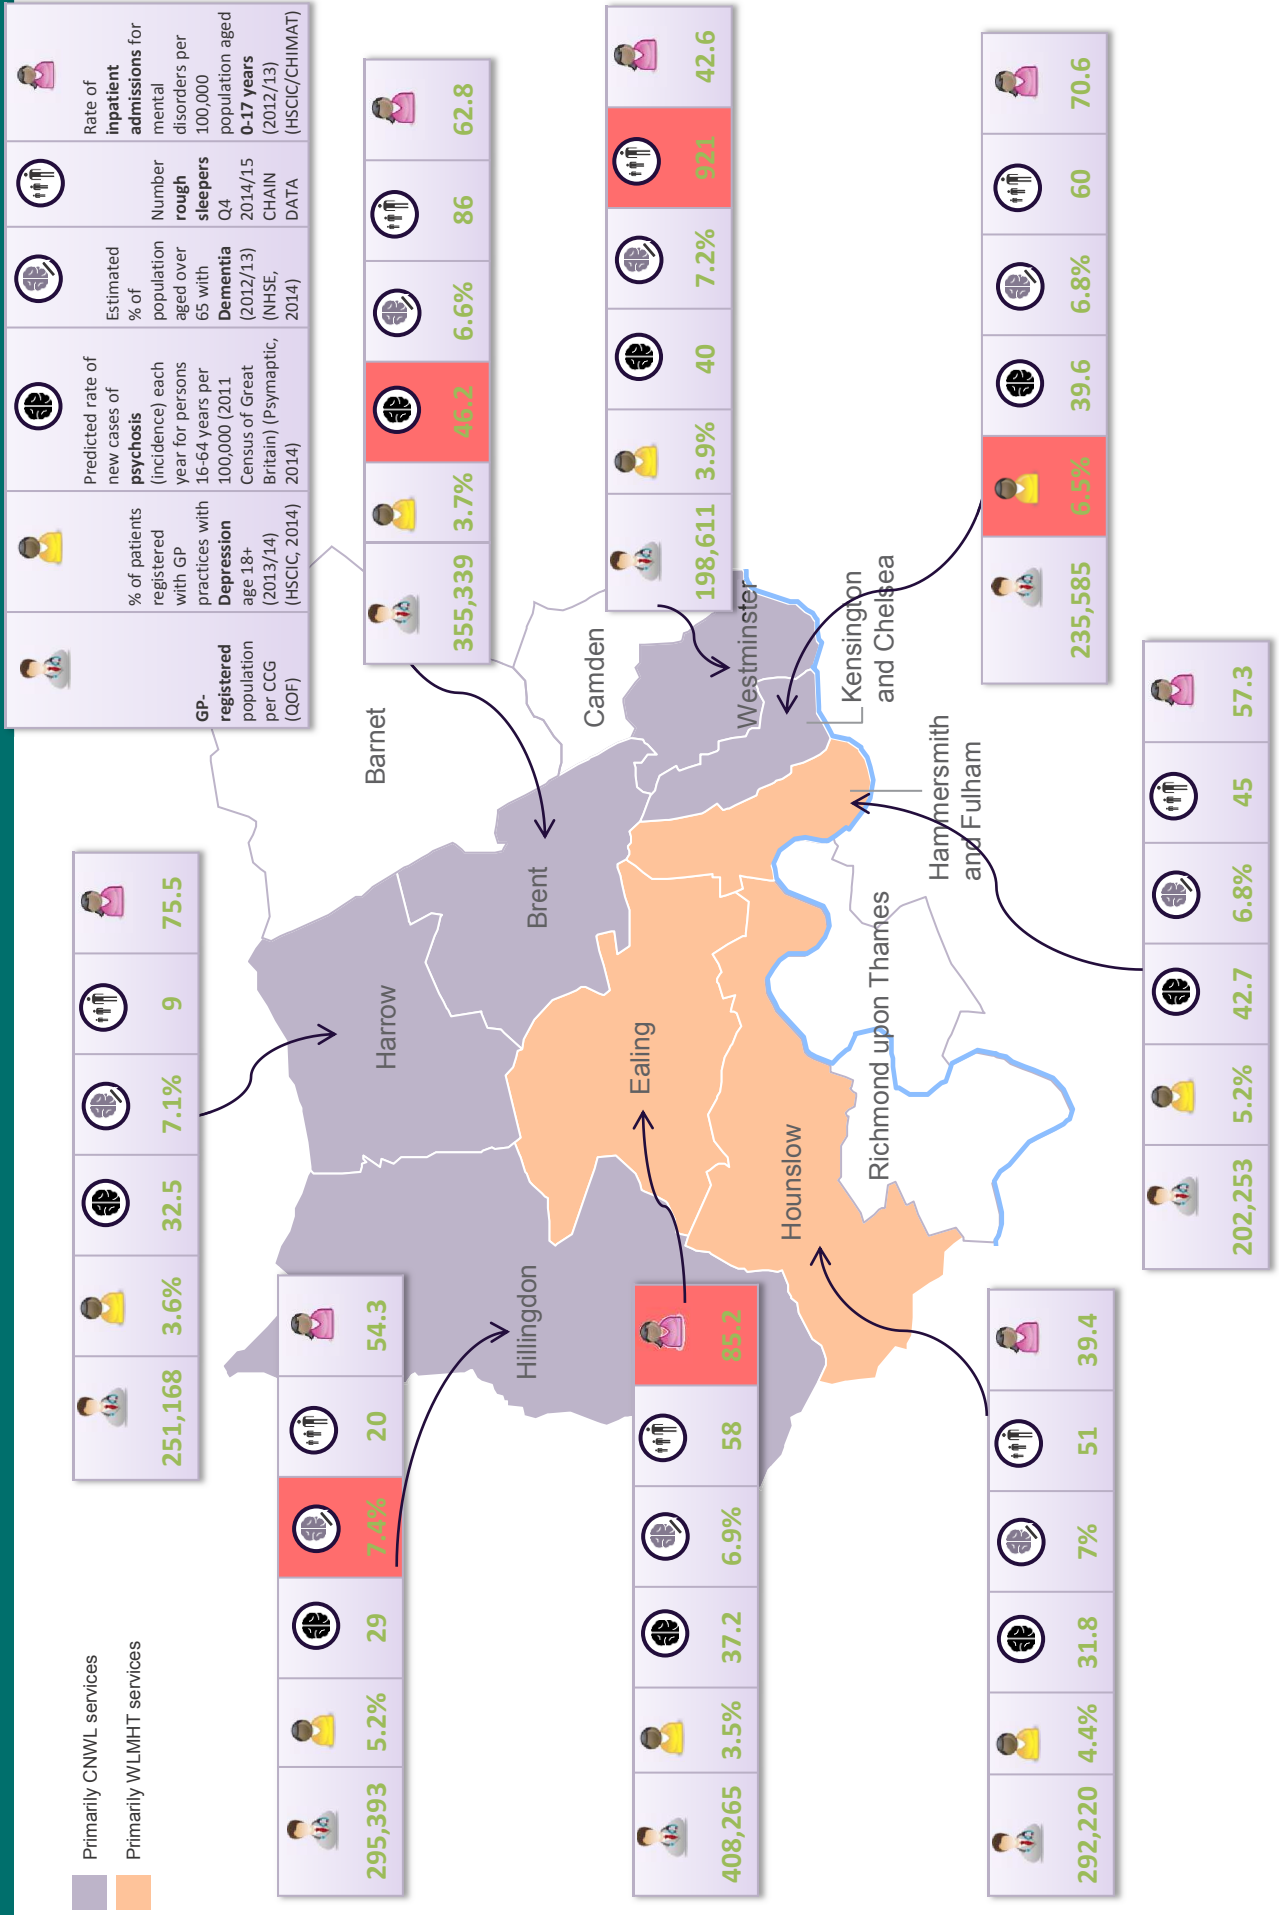 Primarily CNWL services
Primarily WLMHT services
GP-
registered
population
per CCG
(QOF)
% of patients
registered
with GP
practices with
Depression
age 18+
(2013/14)
(HSCIC, 2014)
Predicted rate of
new cases of
psychosis
(incidence) each
year for persons
16-64 years per
100,000 (2011
Census of Great
Britain) (Psymaptic,
2014)
Estimated
% of
population
aged over
65 with
Dementia
(2012/13)
(NHSE,
2014)
Number
rough
sleepers
Q4
2014/15
CHAIN
DATA
Rate of
inpatient
admissions for
mental
disorders per
100,000
population aged
0-17 years
(2012/13)
(HSCIC/CHIMAT)
251,168 3.6% 32.5 7.1% 9 75.5
295,393 5.2% 29 7.4% 20 54.3
355,339 3.7% 46.2 6.6% 86 62.8
408,265 3.5% 37.2 6.9% 58 85.2
198,611 3.9% 40 7.2% 921 42.6
292,220 4.4% 31.8 7% 51 39.4
235,585 6.5% 39.6 6.8% 60 70.6
202,253 5.2% 42.7 6.8% 45 57.3
Barnet
Harrow
Brent
Camden
Hillingdon
Ealing
Westminster
Hounslow
Kensington
and Chelsea
Richmond upon Thames
Hammersmith
and Fulham